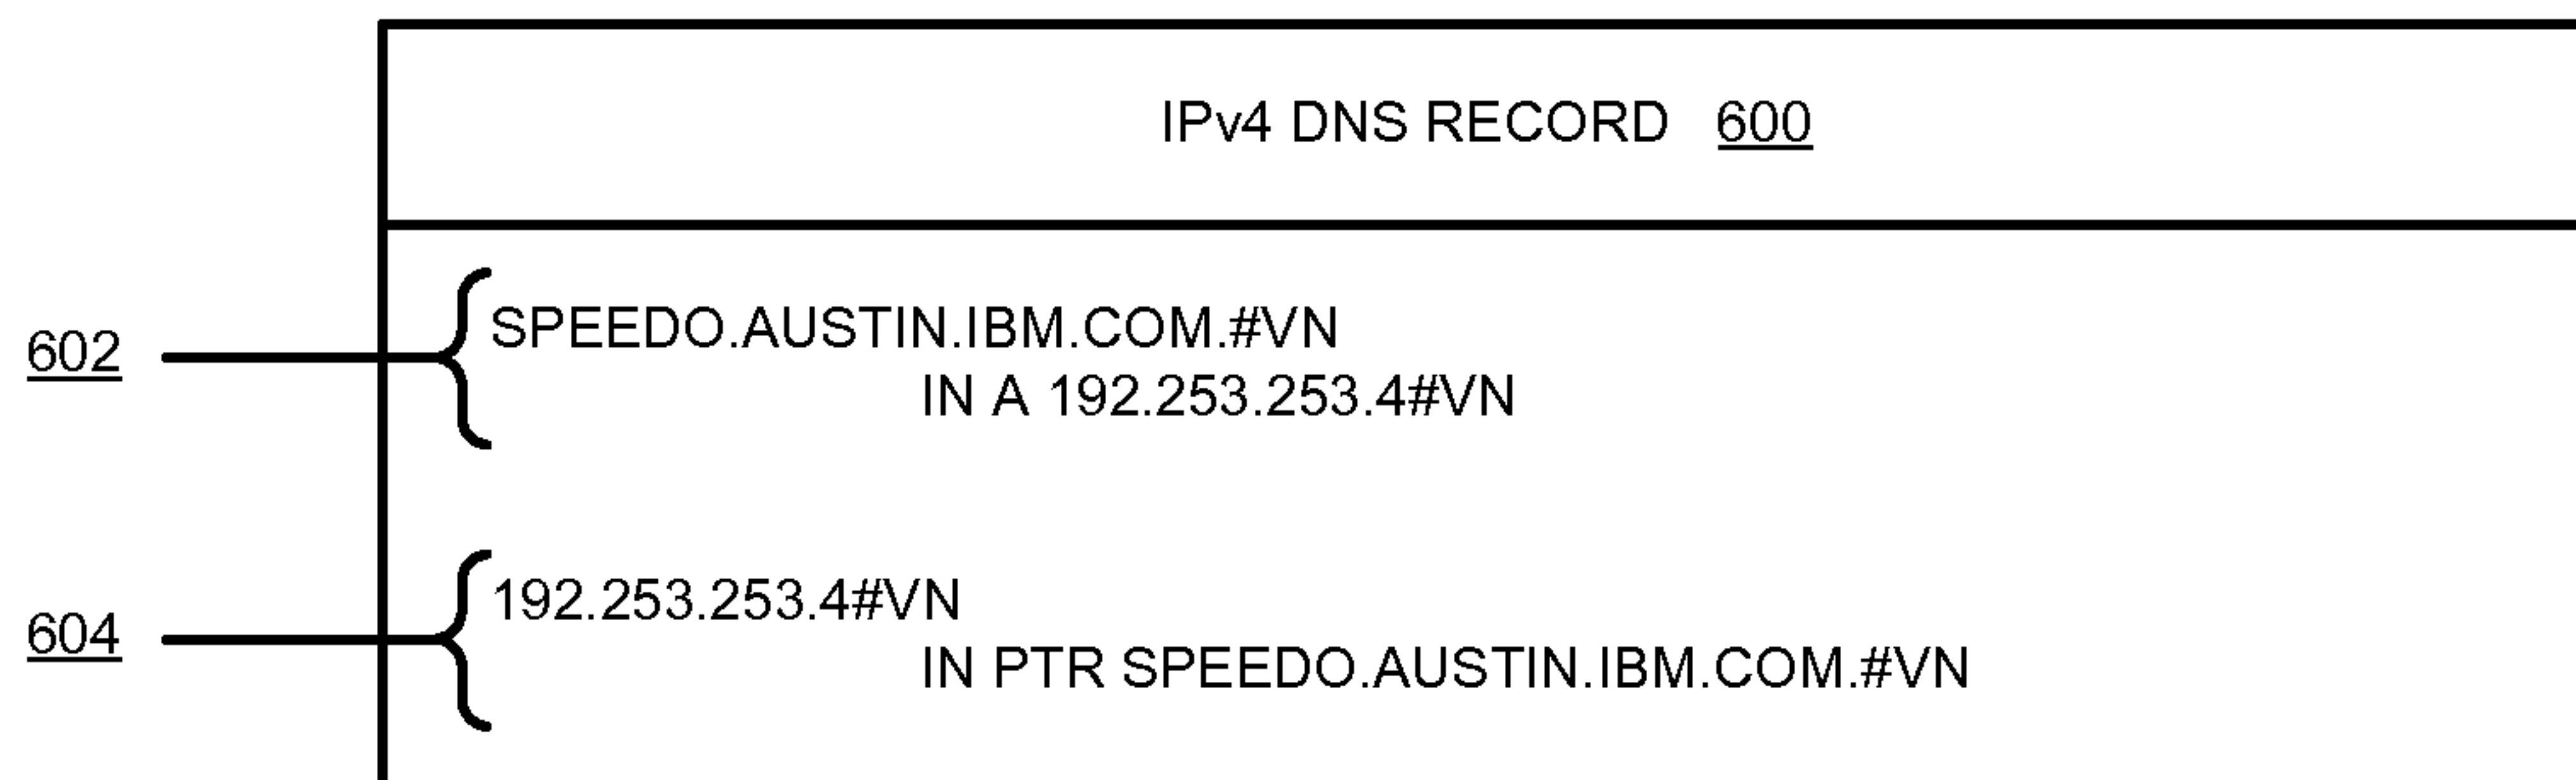 IPv4 DNS RECORD 600
602
SPEEDO.AUSTIN.IBM.COM.#VN
IN A 192.253.253.4#VN
604
192.253.253.4#VN
IN PTR SPEEDO.AUSTIN.IBM.COM.#VN